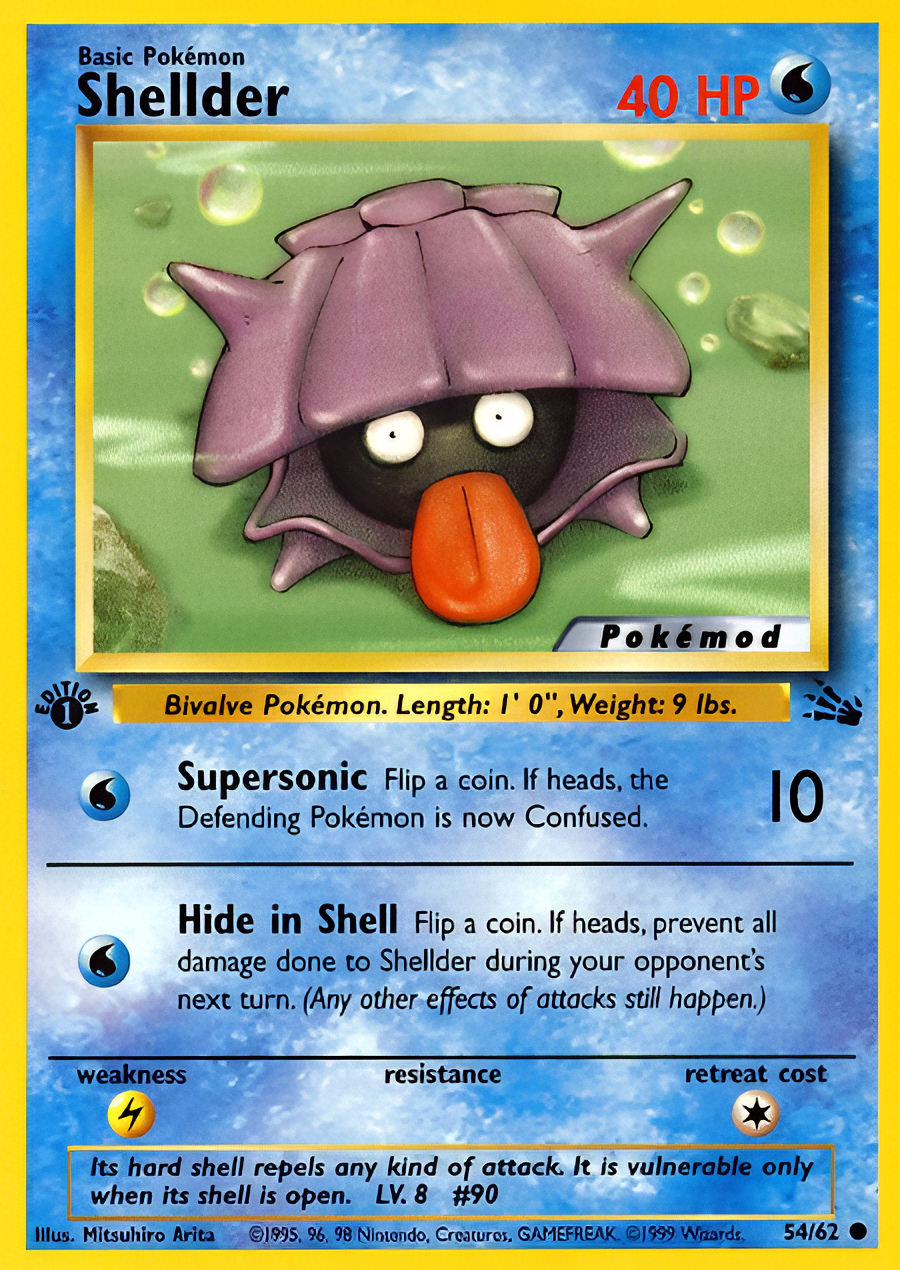 Basic Pokémon
Shellder
40 HP
Pokémod
EDITION
1
Bivalve Pokémon. Length: 1' 0", Weight: 9 lbs.
Supersonic Flip a coin. If heads, the
Defending Pokémon is now Confused.
10
Hide in Shell Flip a coin. If heads, prevent all
damage done to Shellder during your opponent's
next turn. (Any other effects of attacks still happen.)
weakness resistance retreat cost
Its hard shell repels any kind of attack. It is vulnerable only
when its shell is open. LV. 8 #90
Illus. Mitsuhiro Arita ©1995, 96, 98 Nintendo, Creatures, GAMEFREAK. ©1999 Wizards. 54/62